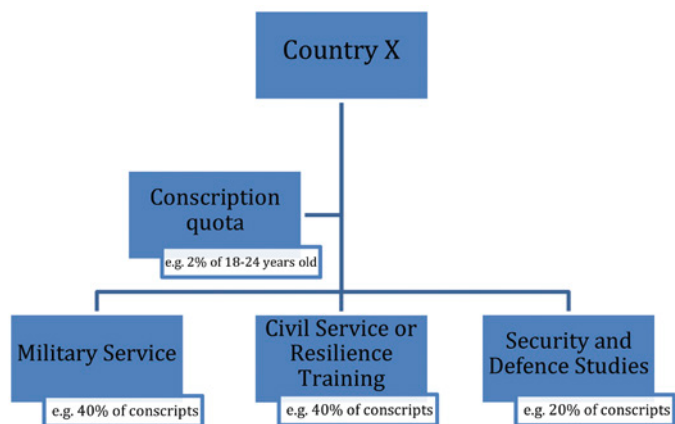 Country X
Conscription
quota
e.g. 2% of 18-24 years old
Military Service
e.g. 40% of conscripts
Civil Service or
Resilience
Training
e.g. 40% of conscripts
Security and
Defence Studies
e.g. 20% of conscripts